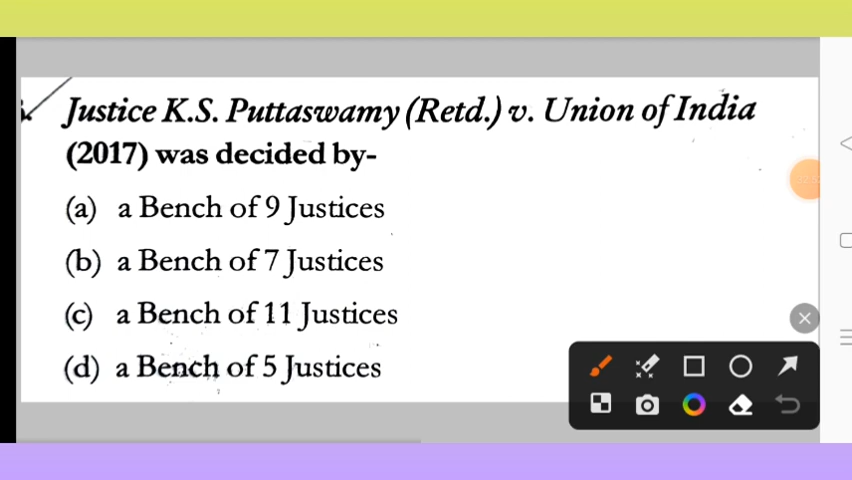 Justice K.S. Puttaswamy (Retd.) v. Union of India
(2017) was decided by-
(a) a Bench of 9 Justices
(b) a Bench of 7 Justices
(c) a Bench of 11 Justices
(d) a Bench of 5 Justices